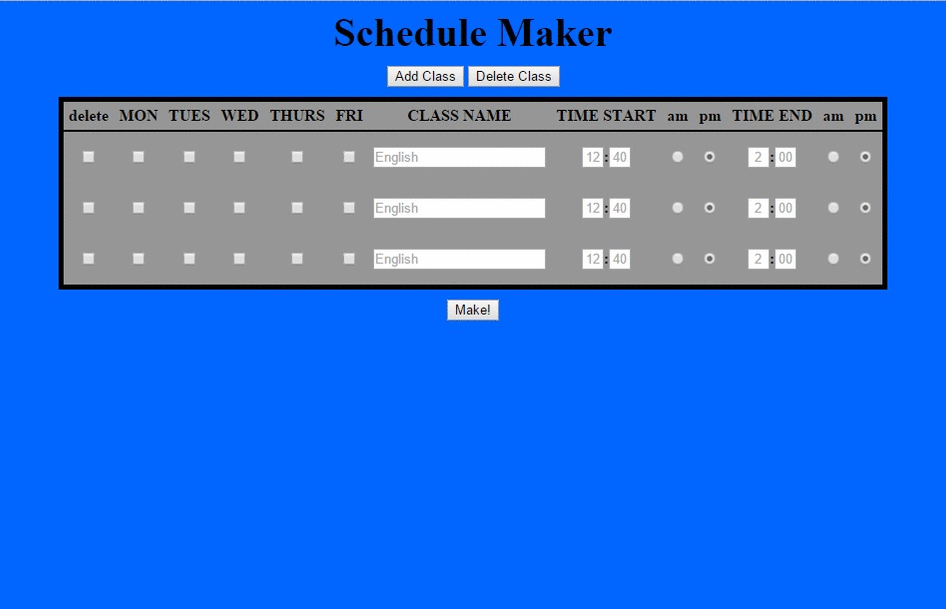 Schedule Maker
Add Class Delete Class
delete MON TUES WED THURS FRI CLASS NAME TIME START am pm TIME END am pm
English 12 : 40 2 : 00
English 12 : 40 2 : 00
English 12 : 40 2 : 00
Make!